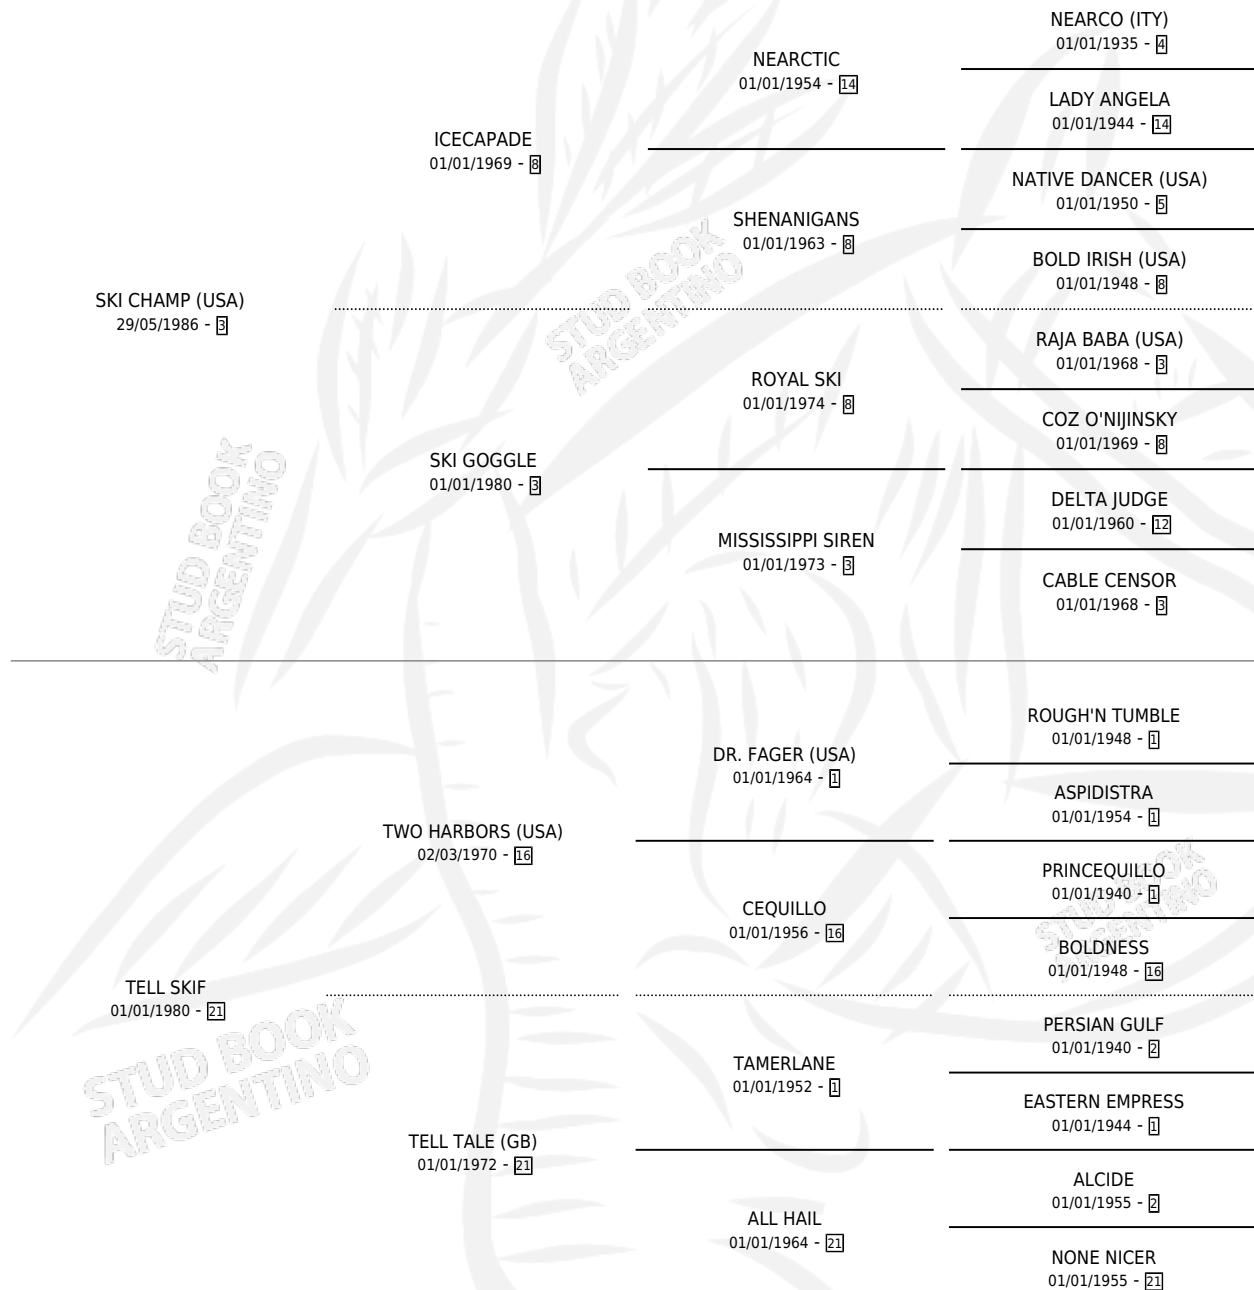 NEARCO (ITY)
01/01/1935 - 4
NEARCTIC
01/01/1954 - 14
LADY ANGELA
01/01/1944 - 14
ICECAPADE
01/01/1969 - 8
NATIVE DANCER (USA)
01/01/1950 - 5
SHENANIGANS
01/01/1963 - 8
BOLD IRISH (USA)
01/01/1948 - 8
SKI CHAMP (USA)
29/05/1986 - 3
RAJA BABA (USA)
01/01/1968 - 3
ROYAL SKI
01/01/1974 - 8
COZ O'NIJINSKY
01/01/1969 - 8
SKI GOGGLE
01/01/1980 - 3
DELTA JUDGE
01/01/1960 - 12
MISSISSIPPI SIREN
01/01/1973 - 3
CABLE CENSOR
01/01/1968 - 3
ROUGH'N TUMBLE
01/01/1948 - 1
DR. FAGER (USA)
01/01/1964 - 1
ASPIDISTRA
01/01/1954 - 1
TWO HARBORS (USA)
02/03/1970 - 16
PRINCEQUILLO
01/01/1940 - 1
CEQUILLO
01/01/1956 - 16
BOLDNESS
01/01/1948 - 16
TELL SKIF
01/01/1980 - 21
PERSIAN GULF
01/01/1940 - 2
TAMERLANE
01/01/1952 - 1
EASTERN EMPRESS
01/01/1944 - 1
TELL TALE (GB)
01/01/1972 - 21
ALCIDE
01/01/1955 - 2
ALL HAIL
01/01/1964 - 21
NONE NICER
01/01/1955 - 21
STUD BOOK
ARGENTINO
STUD BOOK
ARGENTINO
STUD BOOK
ARGENTINO
STUD BOOK
ARGENTINO